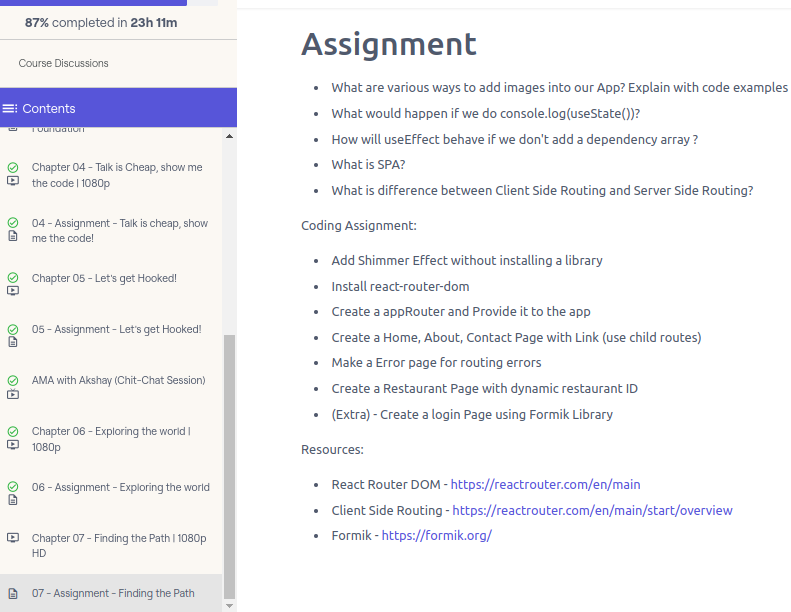 87% completed in 23h 11m
Course Discussions
Contents
Foundation
Chapter 04 - Talk is Cheap, show me
the code | 1080p
04 - Assignment - Talk is cheap, show
me the code!
Chapter 05 - Let's get Hooked!
05 - Assignment - Let's get Hooked!
AMA with Akshay (Chit-Chat Session)
Chapter 06 - Exploring the world |
1080p
06 - Assignment - Exploring the world
Chapter 07 - Finding the Path | 1080p
HD
07 - Assignment - Finding the Path
Assignment
What are various ways to add images into our App? Explain with code examples
What would happen if we do console.log(useState())?
How will useEffect behave if we don't add a dependency array ?
What is SPA?
What is difference between Client Side Routing and Server Side Routing?
Coding Assignment:
Add Shimmer Effect without installing a library
Install react-router-dom
Create a appRouter and Provide it to the app
Create a Home, About, Contact Page with Link (use child routes)
Make a Error page for routing errors
Create a Restaurant Page with dynamic restaurant ID
(Extra) - Create a login Page using Formik Library
Resources:
React Router DOM - https://reactrouter.com/en/main
Client Side Routing - https://reactrouter.com/en/main/start/overview
Formik - https://formik.org/